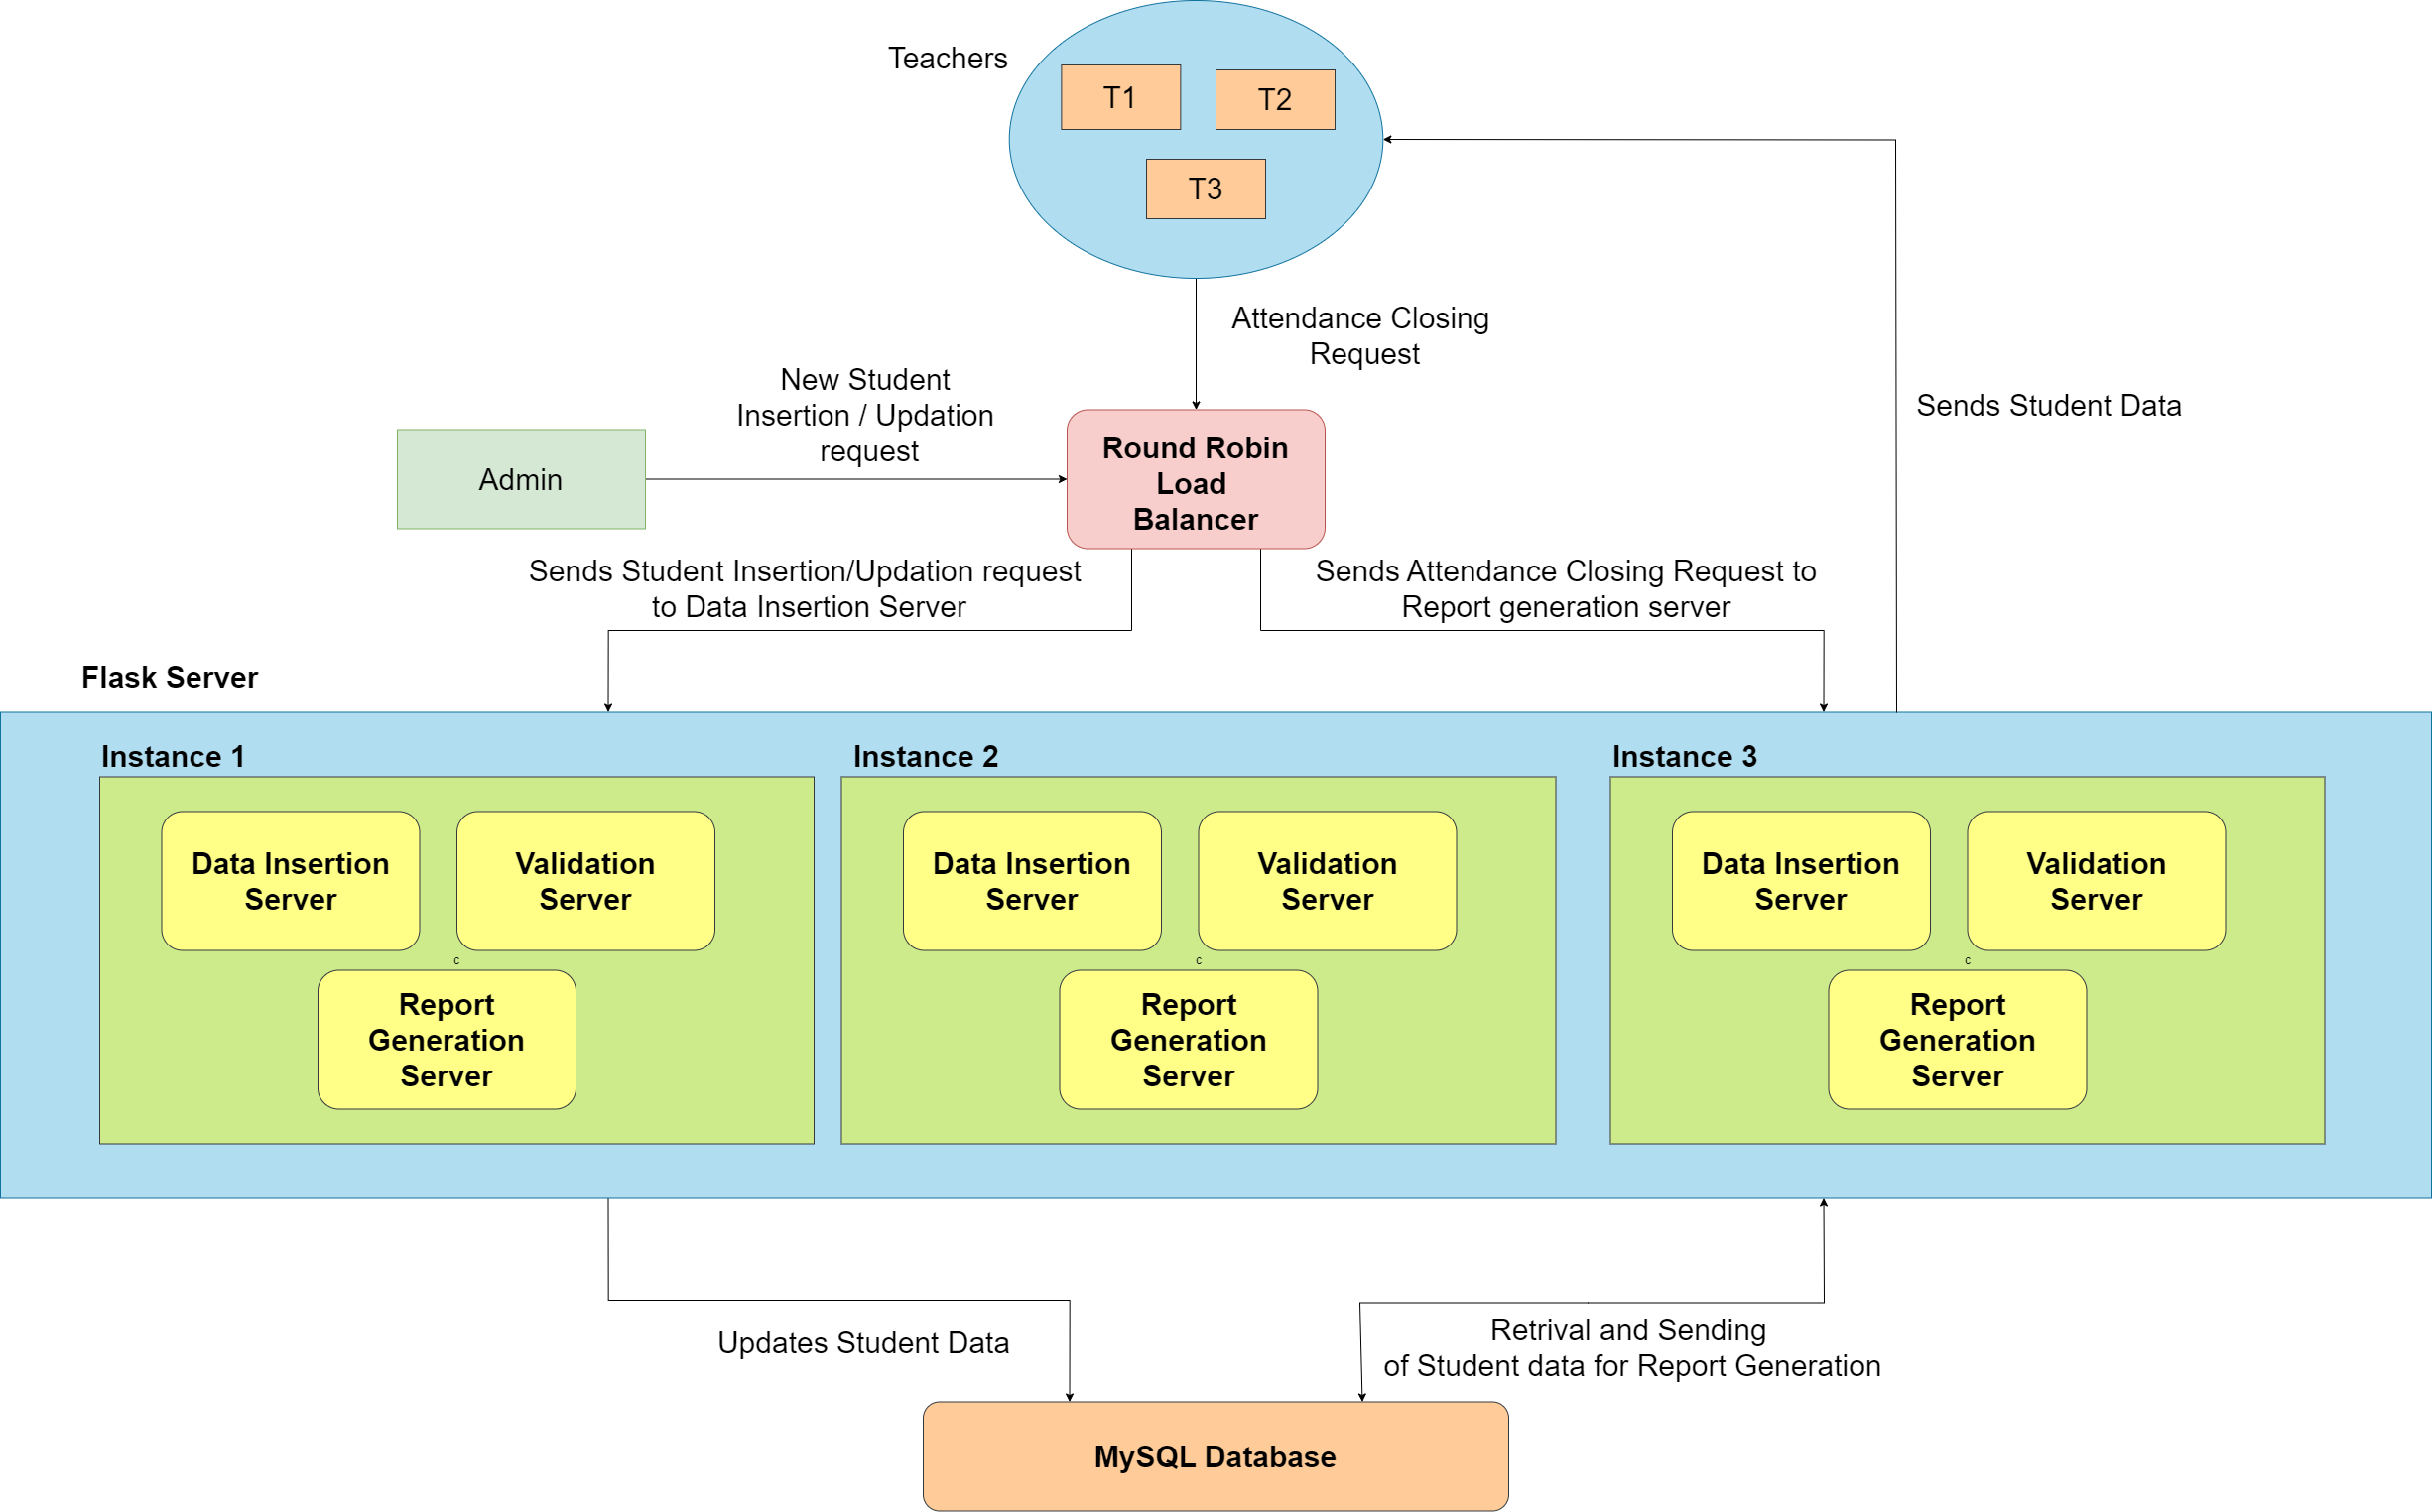 Teachers
T1
T2
T3
Attendance Closing
Request
New Student
Insertion / Updation
request
Sends Student Data
Admin
Round Robin
Load
Balancer
Sends Student Insertion/Updation request
to Data Insertion Server
Sends Attendance Closing Request to
Report generation server
Flask Server
Instance 1
Data Insertion
Server
Validation
Server
c
Report
Generation
Server
Instance 2
Data Insertion
Server
Validation
Server
c
Report
Generation
Server
Instance 3
Data Insertion
Server
Validation
Server
c
Report
Generation
Server
Updates Student Data
Retrival and Sending
of Student data for Report Generation
MySQL Database